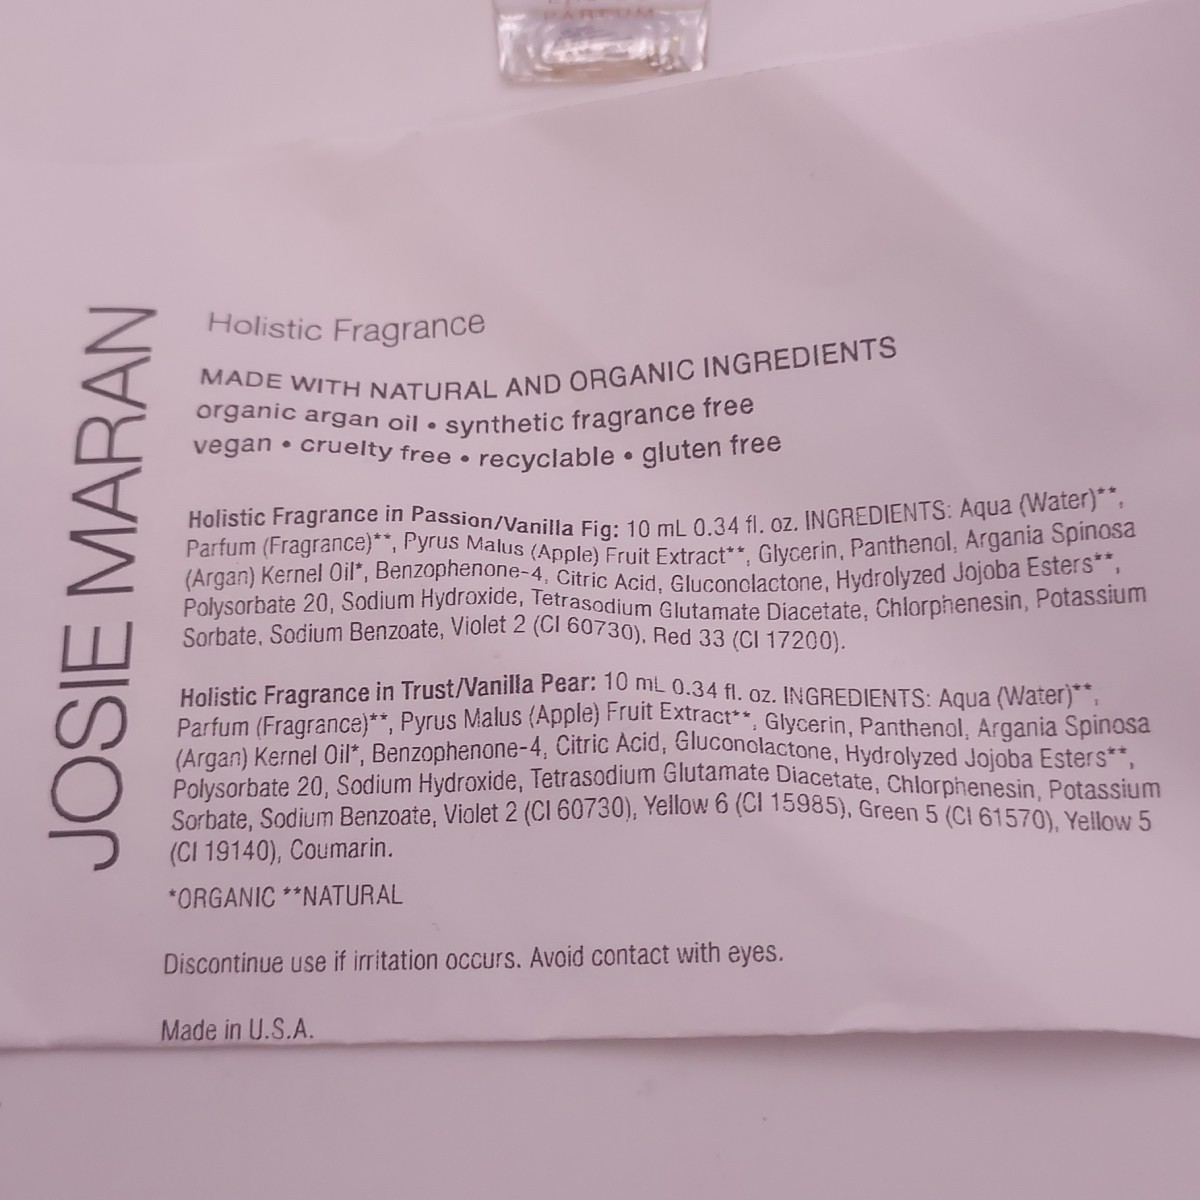 PARFUM
JOSIE MARAN
Holistic Fragrance
MADE WITH NATURAL AND ORGANIC INGREDIENTS
organic argan oil • synthetic fragrance free
vegan • cruelty free • recyclable • gluten free
Holistic Fragrance in Passion/Vanilla Fig: 10 mL 0.34 fl. oz. INGREDIENTS: Aqua (Water)**,
Parfum (Fragrance)**, Pyrus Malus (Apple) Fruit Extract**, Glycerin, Panthenol, Argania Spinosa
(Argan) Kernel Oil*, Benzophenone-4, Citric Acid, Gluconolactone, Hydrolyzed Jojoba Esters**,
Polysorbate 20, Sodium Hydroxide, Tetrasodium Glutamate Diacetate, Chlorphenesin, Potassium
Sorbate, Sodium Benzoate, Violet 2 (CI 60730), Red 33 (CI 17200).
Holistic Fragrance in Trust/Vanilla Pear: 10 mL 0.34 fl. oz. INGREDIENTS: Aqua (Water)**,
Parfum (Fragrance)**, Pyrus Malus (Apple) Fruit Extract**, Glycerin, Panthenol, Argania Spinosa
(Argan) Kernel Oil*, Benzophenone-4, Citric Acid, Gluconolactone, Hydrolyzed Jojoba Esters**,
Polysorbate 20, Sodium Hydroxide, Tetrasodium Glutamate Diacetate, Chlorphenesin, Potassium
Sorbate, Sodium Benzoate, Violet 2 (CI 60730), Yellow 6 (CI 15985), Green 5 (CI 61570), Yellow 5
(CI 19140), Coumarin.
*ORGANIC **NATURAL
Discontinue use if irritation occurs. Avoid contact with eyes.
Made in U.S.A.